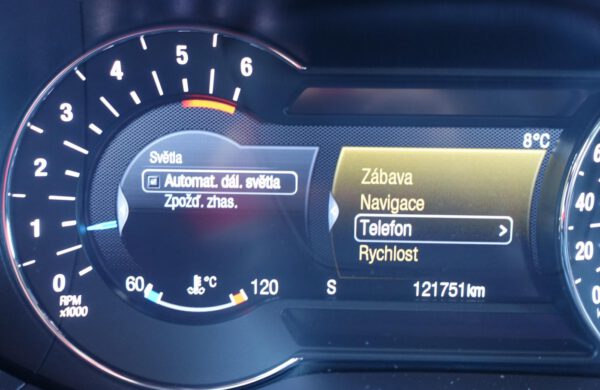 0
1
2
3
4
5
6
RPM
x1000
Světla
Automat. dál. světla
Zpožď. zhas.
60
°C
120
8°C
Zábava
Navigace
Telefon >
Rychlost
S
121751km
40
20